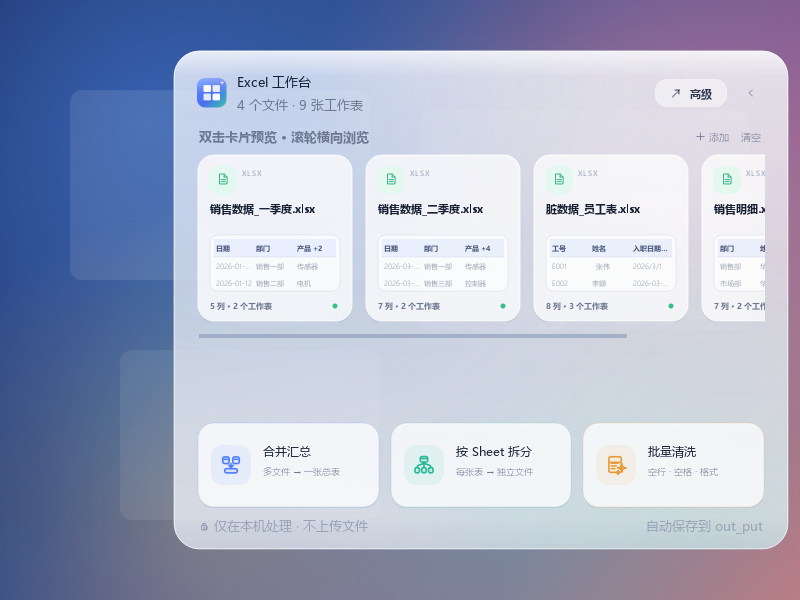 Excel 工作台
4 个文件 · 9 张工作表
高级
双击卡片预览 • 滚轮横向浏览
+ 添加 清空
XLSX
销售数据_一季度.xlsx
日期 部门 产品 +2
2026-01-... 销售一部 传感器
2026-01-12 销售二部 电机
5 列 • 2 个工作表
XLSX
销售数据_二季度.xlsx
日期 部门 产品 +4
2026-03-... 销售一部 传感器
2026-03-... 销售三部 控制器
7 列 • 2 个工作表
XLSX
脏数据_员工表.xlsx
工号 姓名 入职日期...
E001 张伟 2026/3/1
E002 李娜 2026-03-...
8 列 • 3 个工作表
XLSX
销售明细.x
部门
销售部
市场部
7 列 • 2 个工作
合并汇总
多文件 → 一张总表
按 Sheet 拆分
每张表 → 独立文件
批量清洗
空行 · 空格 · 格式
仅在本机处理 · 不上传文件
自动保存到 out_put